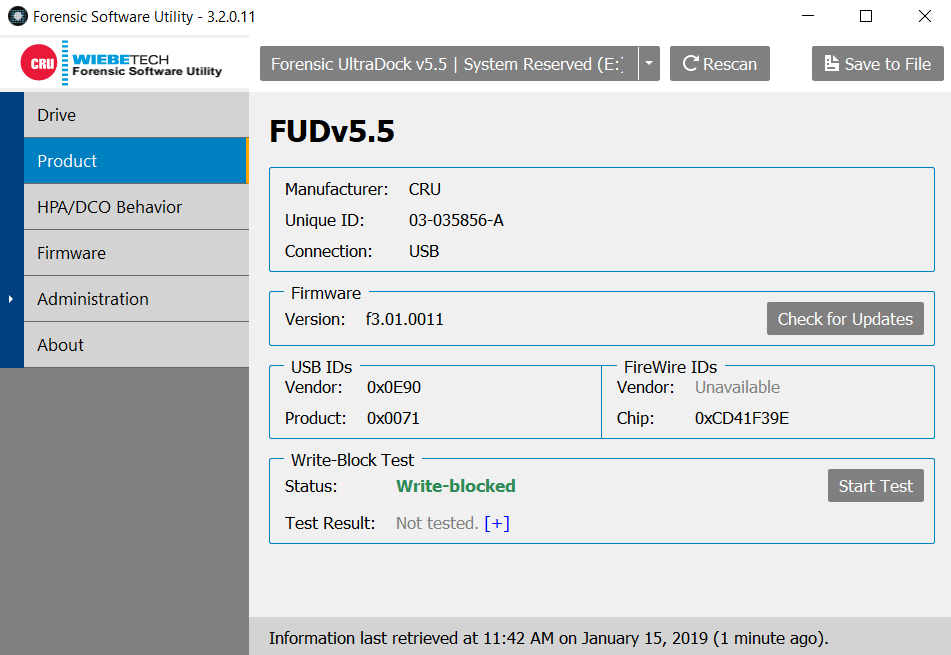 Forensic Software Utility - 3.2.0.11
CRU WIEBETECH
Forensic Software Utility
Forensic UltraDock v5.5 | System Reserved (E:)
Rescan
Save to File
Drive
Product
HPA/DCO Behavior
Firmware
Administration
About
FUDv5.5
Manufacturer: CRU
Unique ID: 03-035856-A
Connection: USB
Firmware
Version: f3.01.0011
Check for Updates
USB IDs
Vendor: 0x0E90
Product: 0x0071
FireWire IDs
Vendor: Unavailable
Chip: 0xCD41F39E
Write-Block Test
Status: Write-blocked
Start Test
Test Result: Not tested. [+]
Information last retrieved at 11:42 AM on January 15, 2019 (1 minute ago).